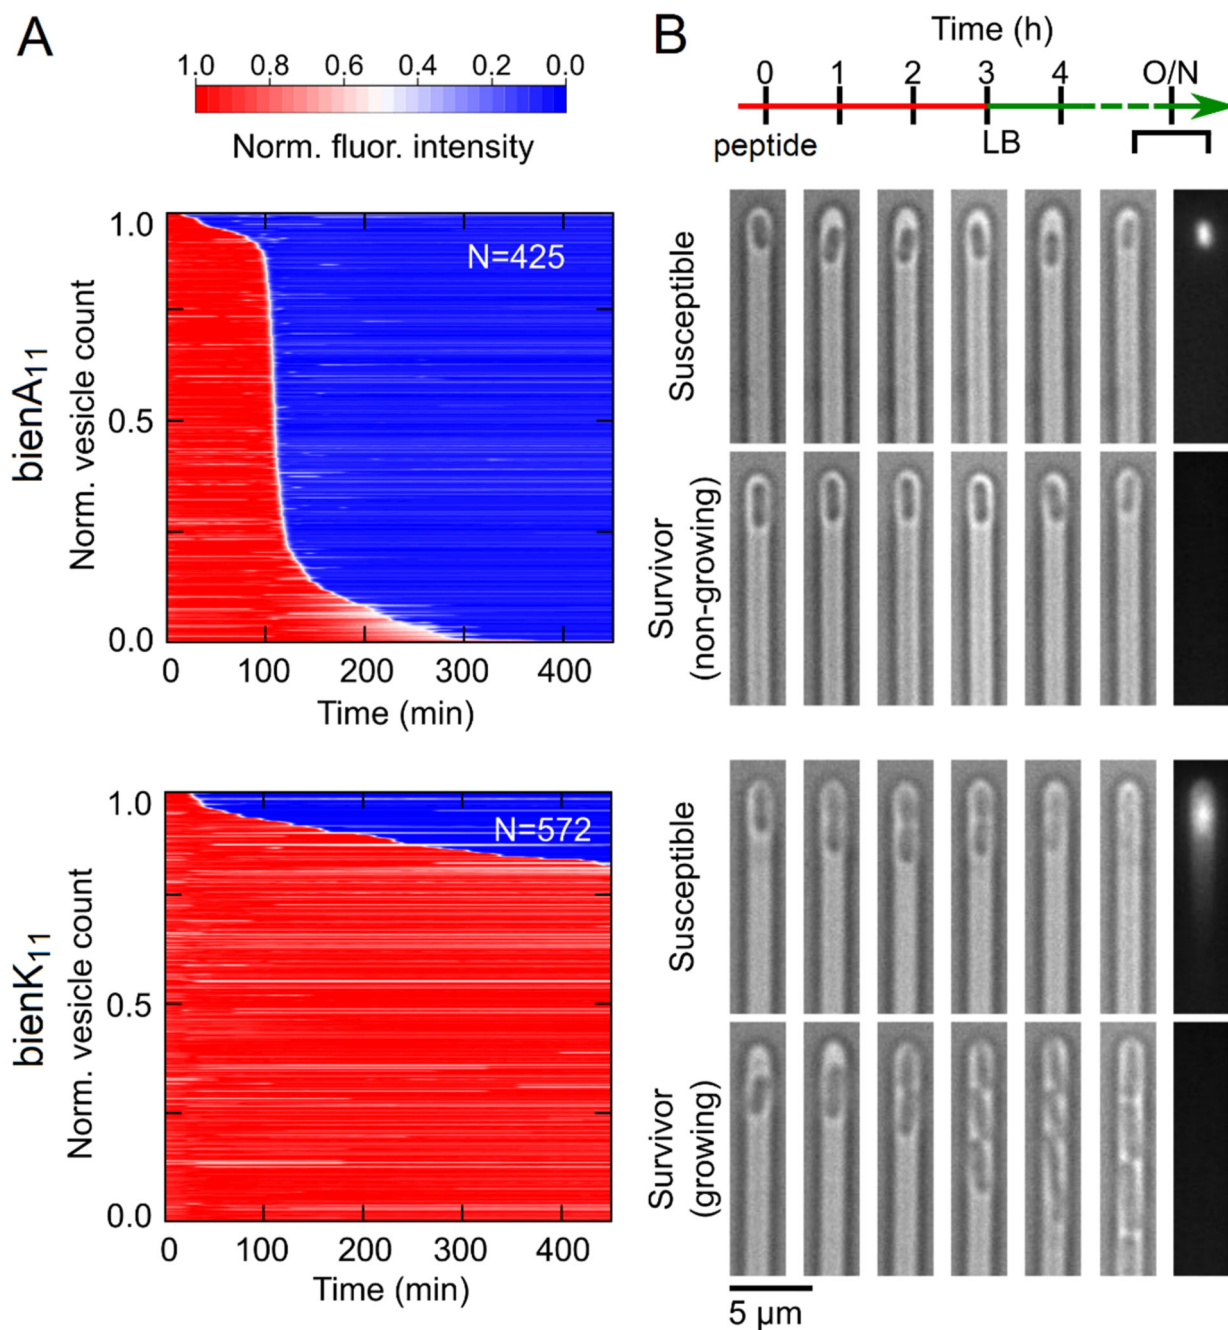 A
1.0 0.8 0.6 0.4 0.2 0.0
Norm. fluor. intensity
bienA11
Norm. vesicle count
1.0
0.5
0.0
N=425
0 100 200 300 400
Time (min)
bienK11
Norm. vesicle count
1.0
0.5
0.0
N=572
0 100 200 300 400
Time (min)
B
Time (h)
0 1 2 3 4 O/N
peptide LB
Susceptible
Survivor
(non-growing)
Susceptible
Survivor
(growing)
5 μm